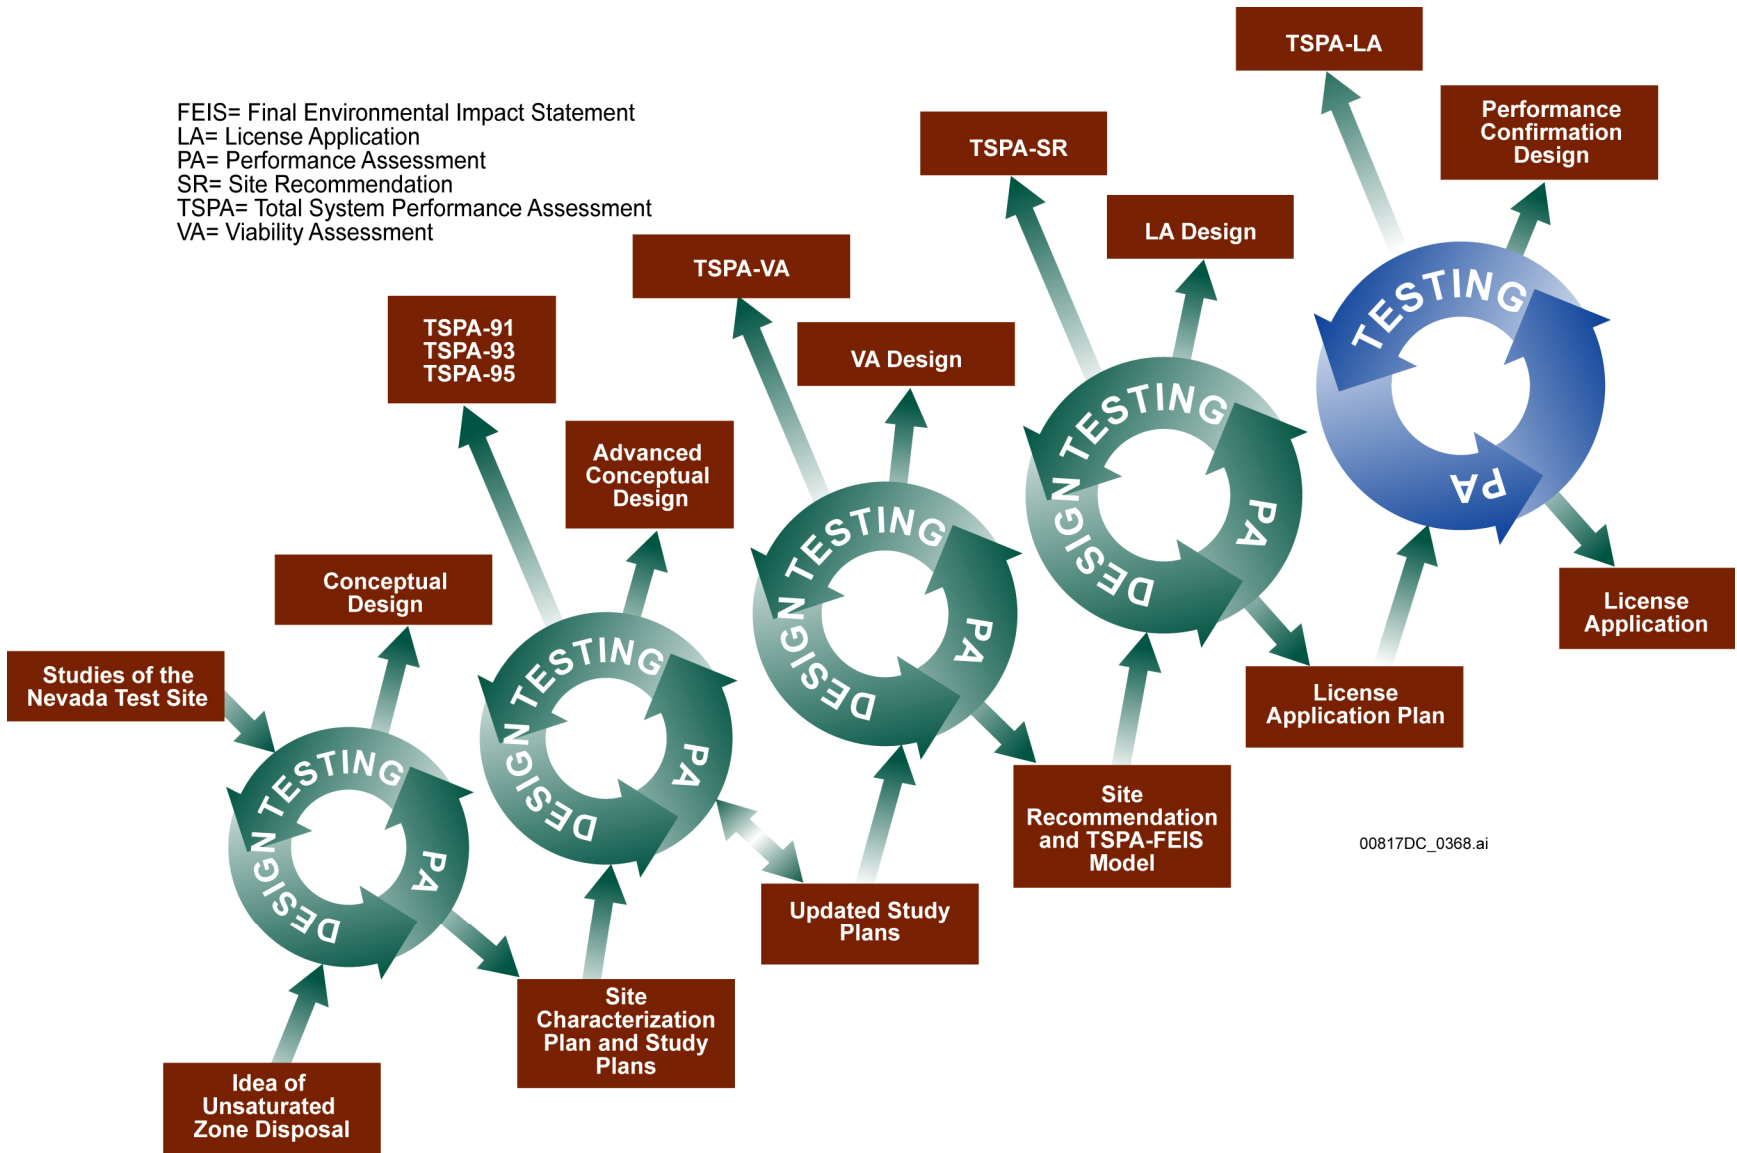 FEIS= Final Environmental Impact Statement
LA= License Application
PA= Performance Assessment
SR= Site Recommendation
TSPA= Total System Performance Assessment
VA= Viability Assessment
TSPA-LA
Performance
Confirmation
Design
TSPA-SR
LA Design
TSPA-VA
VA Design
TSPA-91
TSPA-93
TSPA-95
Advanced
Conceptual
Design
Conceptual
Design
Studies of the
Nevada Test Site
TESTING
PA
DESIGN
TESTING
PA
DESIGN
TESTING
PA
DESIGN
TESTING
PA
DESIGN
TESTING
PA
License
Application
License
Application Plan
Site
Recommendation
and TSPA-FEIS
Model
00817DC_0368.ai
Updated Study
Plans
Site
Characterization
Plan and Study
Plans
Idea of
Unsaturated
Zone Disposal